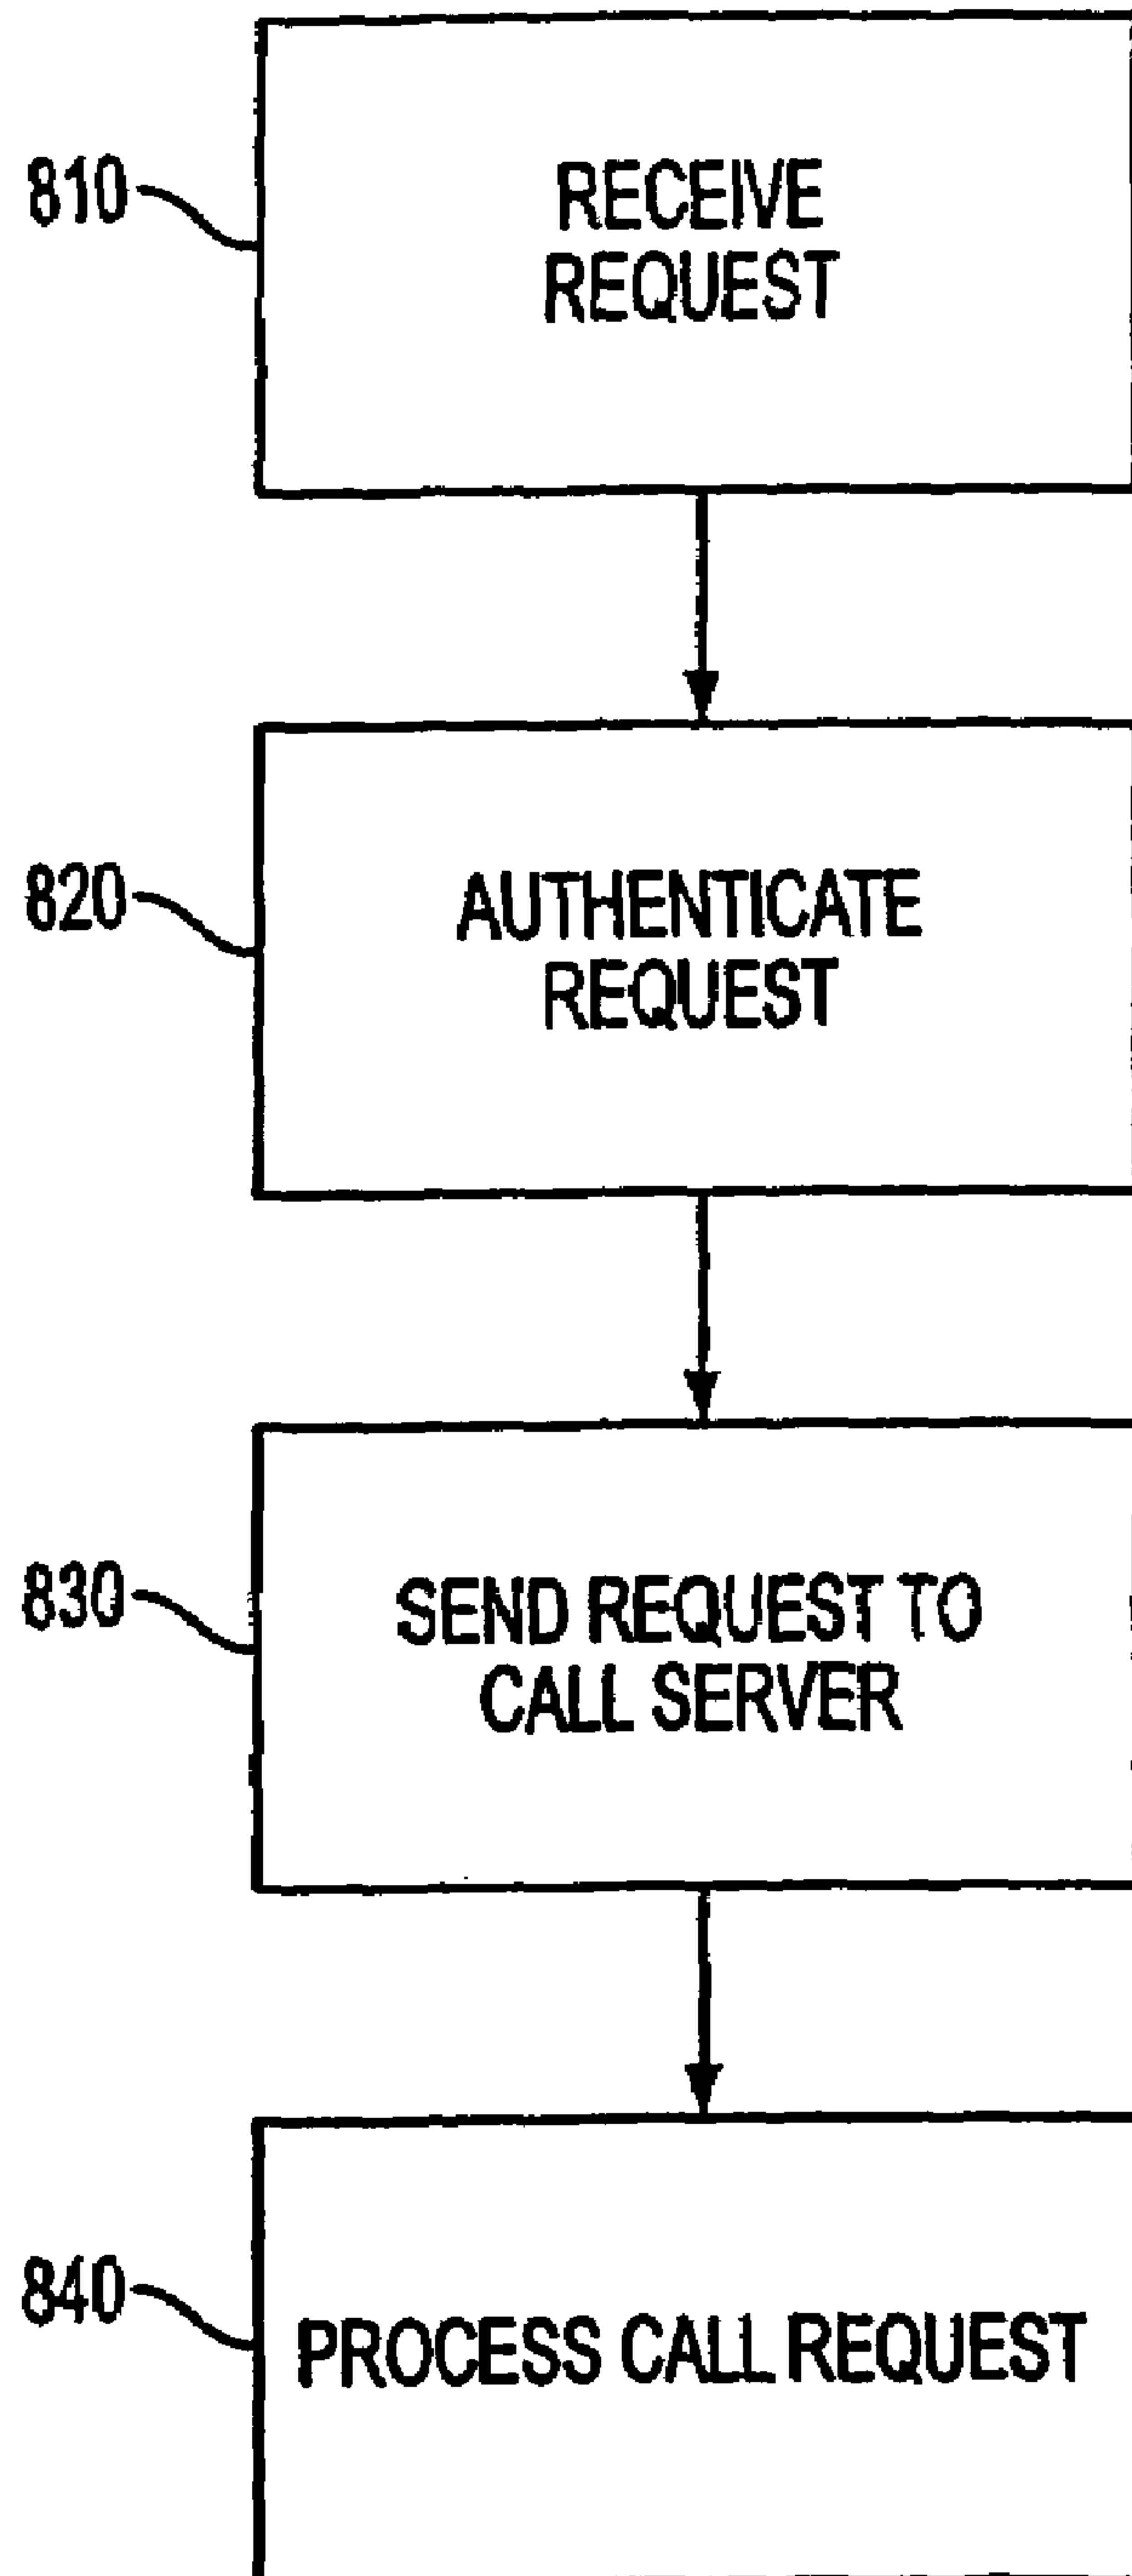 810
RECEIVE
REQUEST
820
AUTHENTICATE
REQUEST
830
SEND REQUEST TO
CALL SERVER
840
PROCESS CALL REQUEST